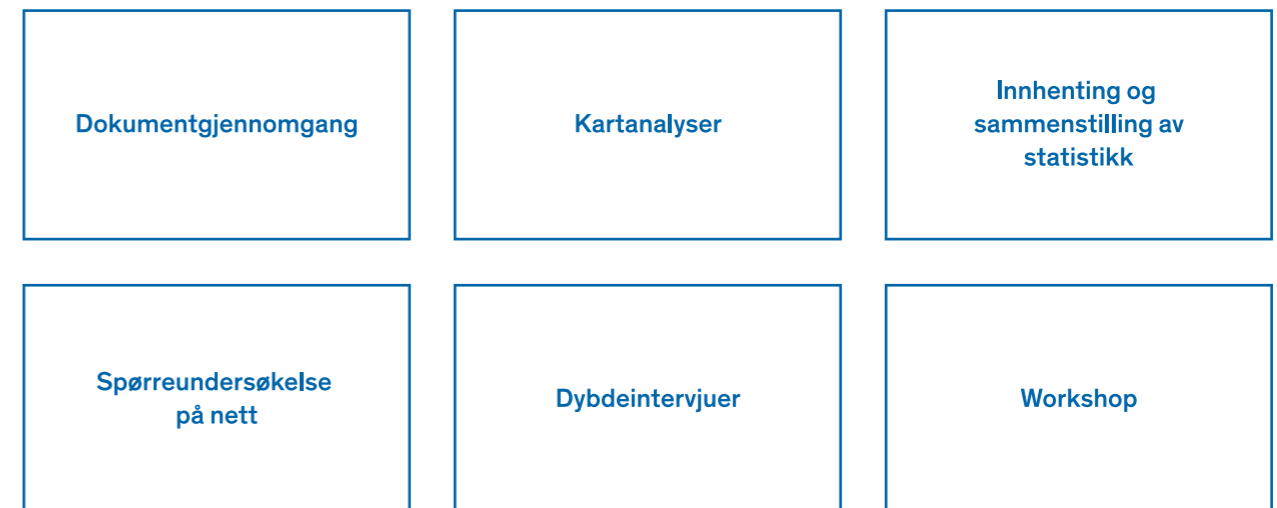 Dokumentgjennomgang
Kartanalyser
Innhenting og
sammenstilling av
statistikk
Spørreundersøkelse
på nett
Dybdeintervjuer
Workshop